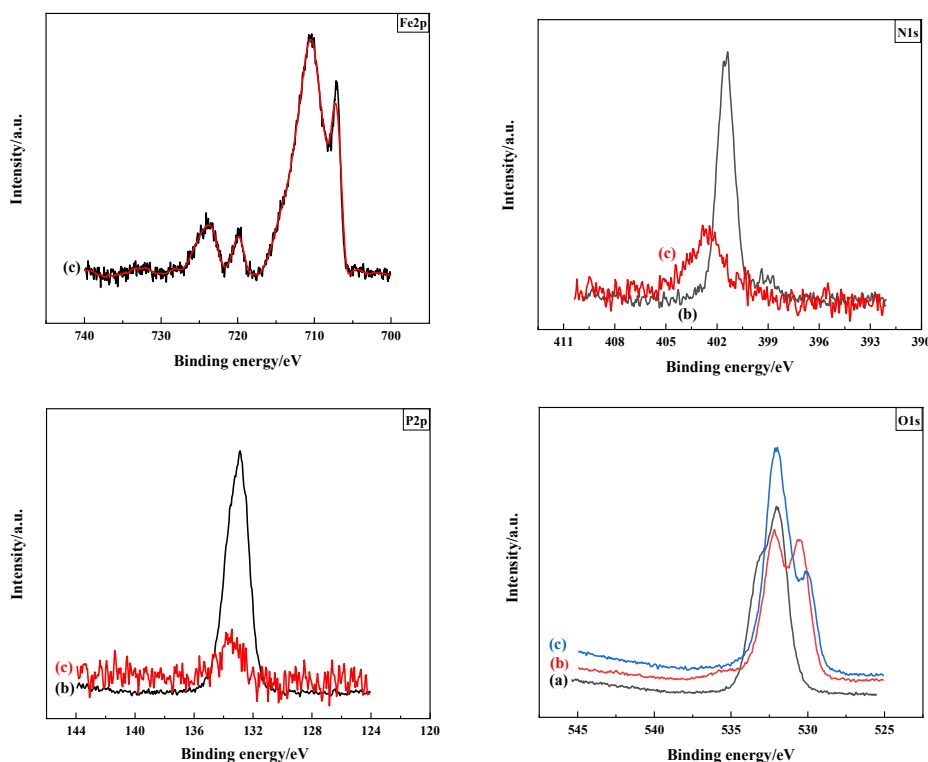 Fe2p
Intensity/a.u.
(c)
740 730 720 710 700
Binding energy/eV
N1s
Intensity/a.u.
(c)
(b)
411 408 405 402 399 396 393 390
Binding energy/eV
P2p
Intensity/a.u.
(c)
(b)
144 140 136 132 128 124 120
Binding energy/eV
O1s
Intensity/a.u.
(c)
(b)
(a)
545 540 535 530 525
Binding energy/eV